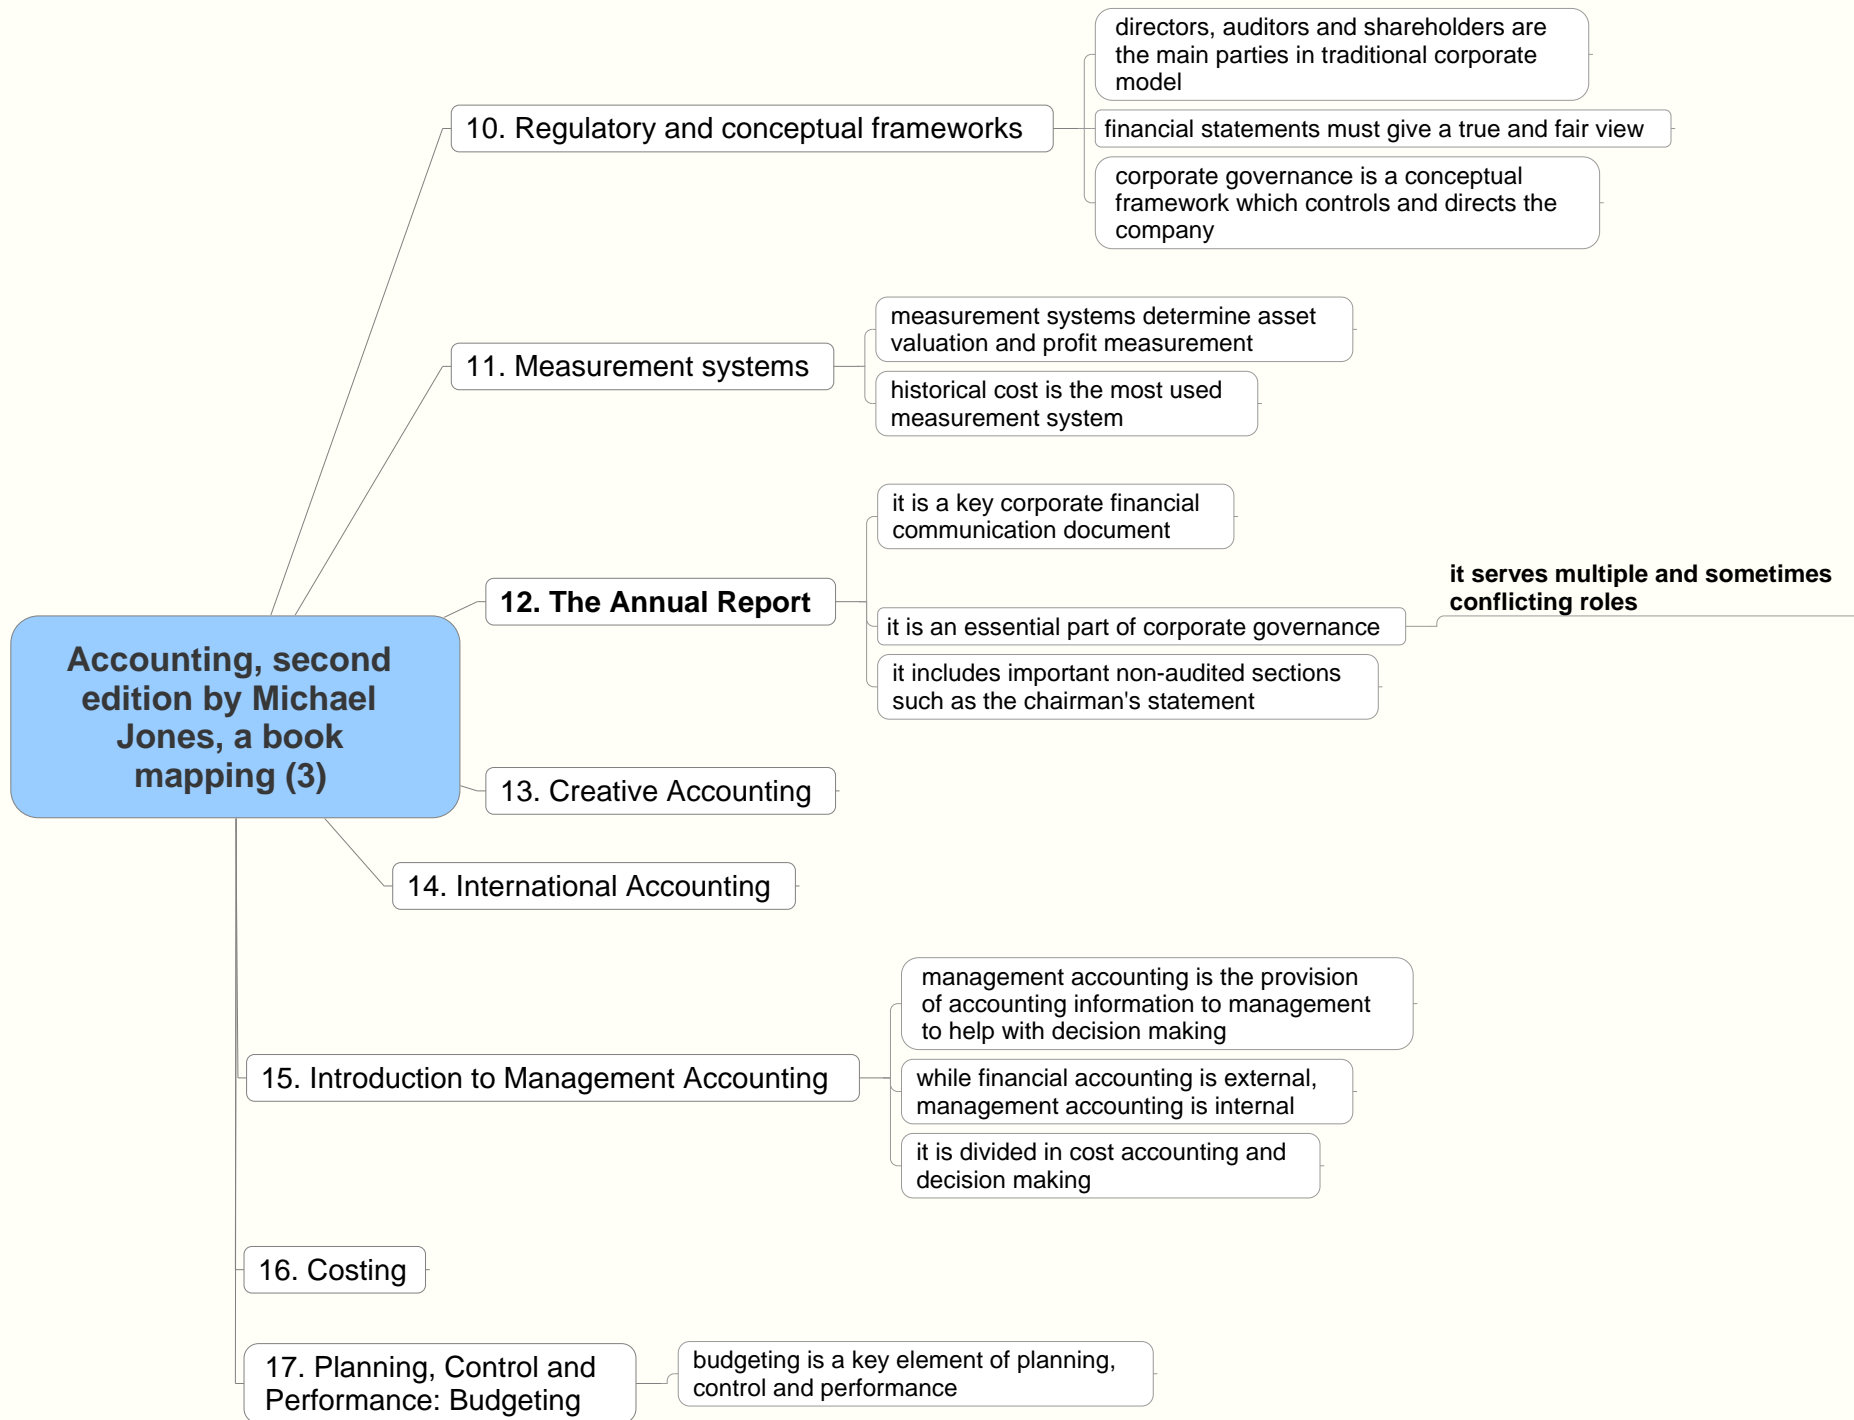 Accounting, second
edition by Michael
Jones, a book
mapping (3)
10. Regulatory and conceptual frameworks
directors, auditors and shareholders are
the main parties in traditional corporate
model
financial statements must give a true and fair view
corporate governance is a conceptual
framework which controls and directs the
company
11. Measurement systems
measurement systems determine asset
valuation and profit measurement
historical cost is the most used
measurement system
12. The Annual Report
it is a key corporate financial
communication document
it is an essential part of corporate governance
it serves multiple and sometimes
conflicting roles
it includes important non-audited sections
such as the chairman's statement
13. Creative Accounting
14. International Accounting
15. Introduction to Management Accounting
management accounting is the provision
of accounting information to management
to help with decision making
while financial accounting is external,
management accounting is internal
it is divided in cost accounting and
decision making
16. Costing
17. Planning, Control and
Performance: Budgeting
budgeting is a key element of planning,
control and performance